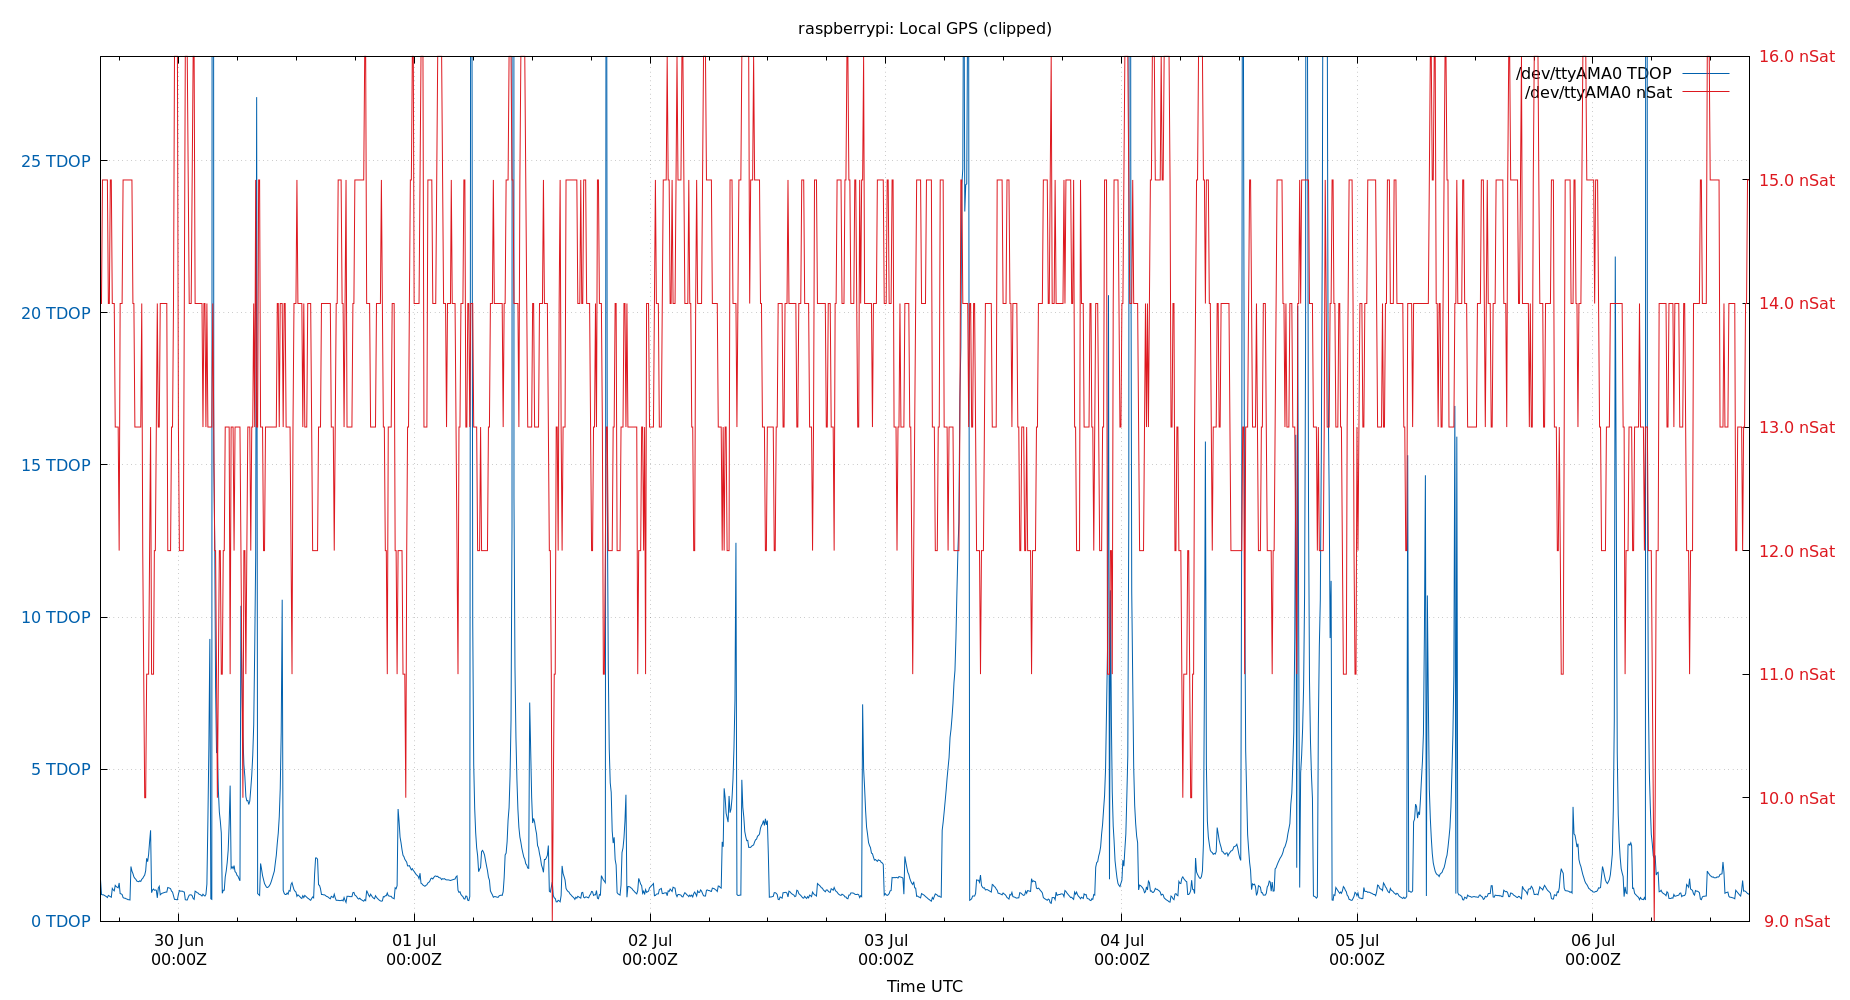 raspberrypi: Local GPS (clipped)
/dev/ttyAMA0 TDOP
/dev/ttyAMA0 nSat
25 TDOP
20 TDOP
15 TDOP
10 TDOP
5 TDOP
0 TDOP
16.0 nSat
15.0 nSat
14.0 nSat
13.0 nSat
12.0 nSat
11.0 nSat
10.0 nSat
9.0 nSat
30 Jun 01 Jul 02 Jul 03 Jul 04 Jul 05 Jul 06 Jul
00:00Z 00:00Z 00:00Z 00:00Z 00:00Z 00:00Z 00:00Z
Time UTC